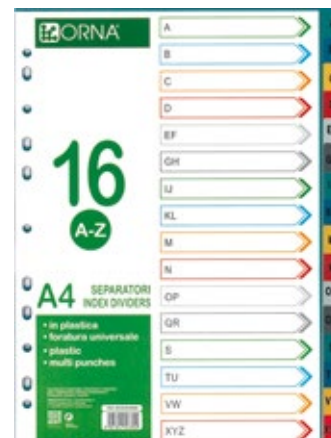 ORNA
16
A-Z
A4 SEPARATORI
INDEX DIVIDERS
• in plastica
• foratura universale
• plastic
• multi punches
A
B
C
D
EF
GH
IJ
KL
M
N
OP
QR
S
TU
VW
XYZ